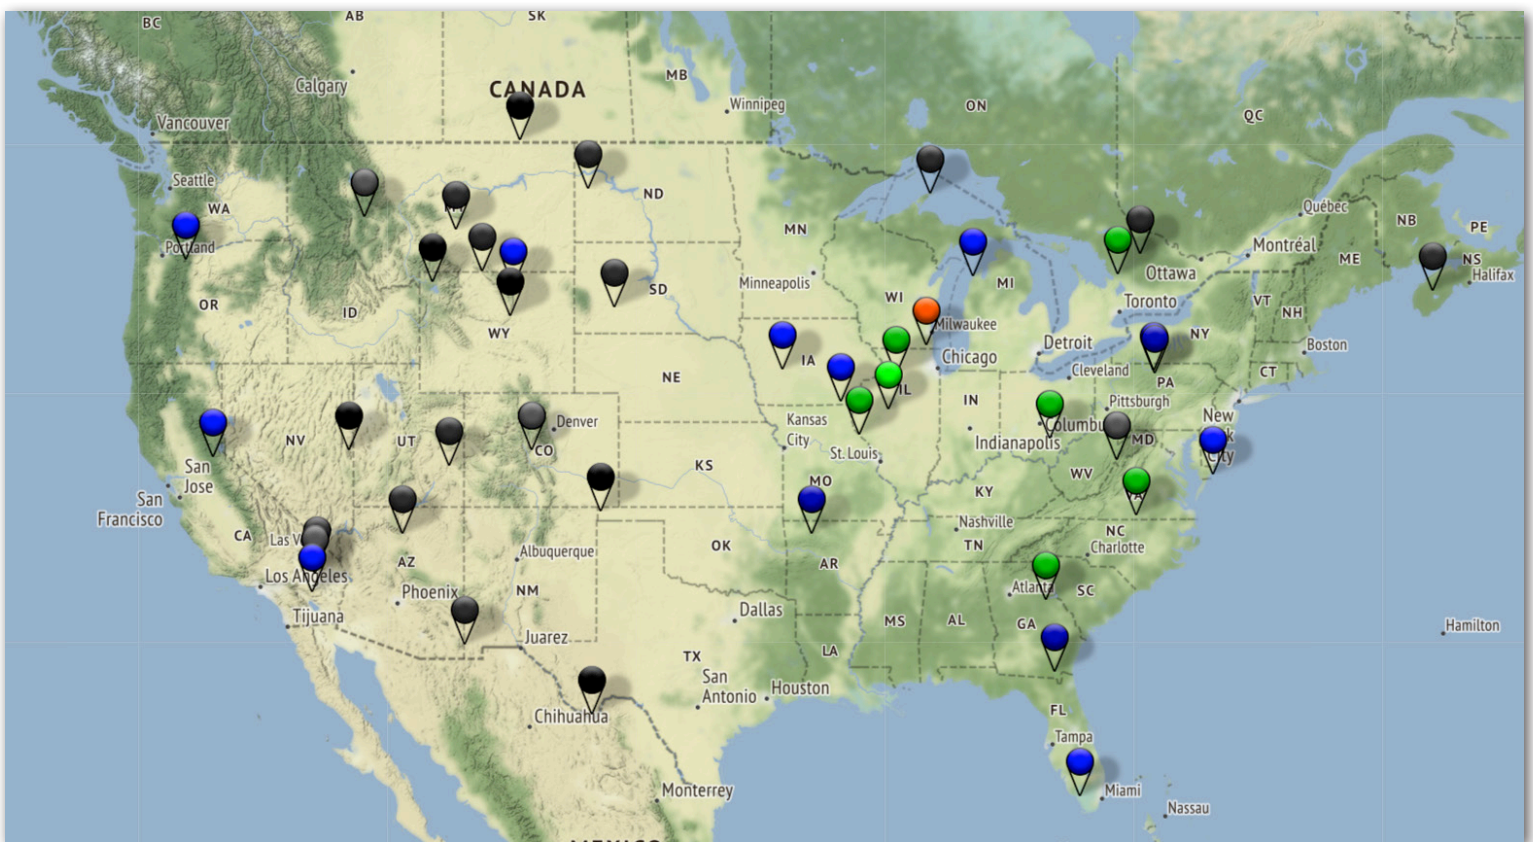 BC
AB
SK
CANADA
Calgary
MB
Winnipeg
ON
QC
Vancouver
Seattle
WA
Portland
ND
MN
Québec
NB
PE
Montréal
ME
NS
Halifax
Ottawa
Minneapolis
SD
WI
MI
OR
ID
WY
Toronto
VT
NH
NY
Milwaukee
Detroit
Boston
Chicago
Cleveland
CT
IA
NE
PA
IL
IN
Pittsburgh
New
City
Kansas
City
Denver
CO
NV
UT
Indianapolis
MD
St. Louis
San
Jose
KS
MO
WV
KY
San
Francisco
CA
Las
Nashville
NC
Charlotte
TN
OK
Albuquerque
AZ
AR
Los Angeles
Phoenix
NM
Atlanta
SC
Tijuana
Dallas
MS
AL
GA
Hamilton
Juarez
LA
TX
San
Antonio
Houston
Chihuahua
FL
Tampa
Monterrey
Miami
Nassau